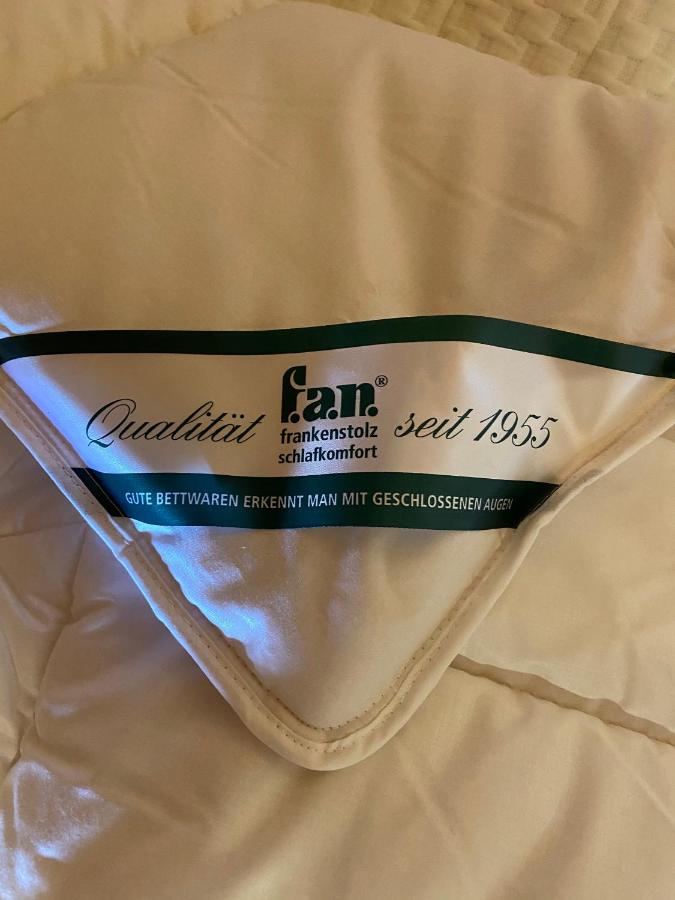 Qualität f.a.n.® seit 1955
frankenstolz
schlafkomfort
GUTE BETTWAREN ERKENNT MAN MIT GESCHLOSSENEN AUGEN